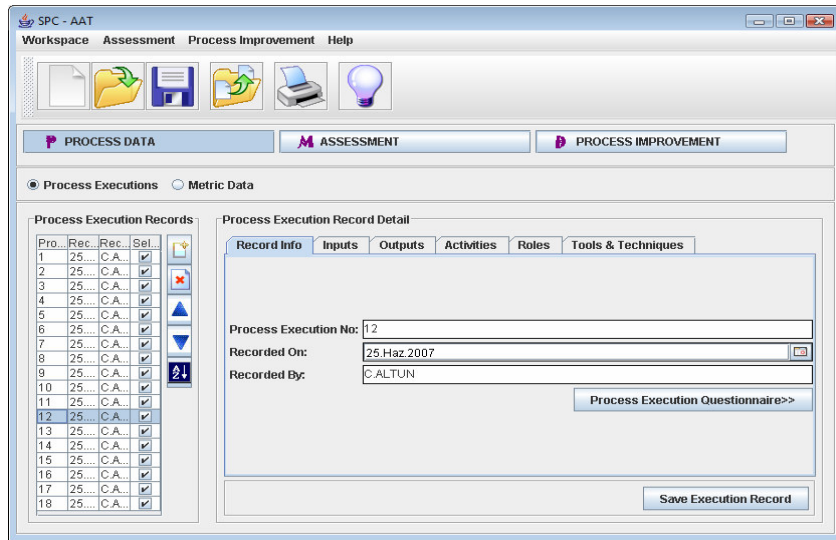 SPC - AAT
Workspace Assessment Process Improvement Help
PROCESS DATA ASSESSMENT PROCESS IMPROVEMENT
Process Executions Metric Data
Process Execution Records
Pro... Rec... Rec... Sel...
1 25.... C.A...
2 25.... C.A...
3 25.... C.A...
4 25.... C.A...
5 25.... C.A...
6 25.... C.A...
7 25.... C.A...
8 25.... C.A...
9 25.... C.A...
10 25.... C.A...
11 25.... C.A...
12 25.... C.A...
13 25.... C.A...
14 25.... C.A...
15 25.... C.A...
16 25.... C.A...
17 25.... C.A...
18 25.... C.A...
Process Execution Record Detail
Record Info Inputs Outputs Activities Roles Tools & Techniques
Process Execution No: 12
Recorded On: 25.Haz.2007
Recorded By: C.ALTUN
Process Execution Questionnaire>>
Save Execution Record